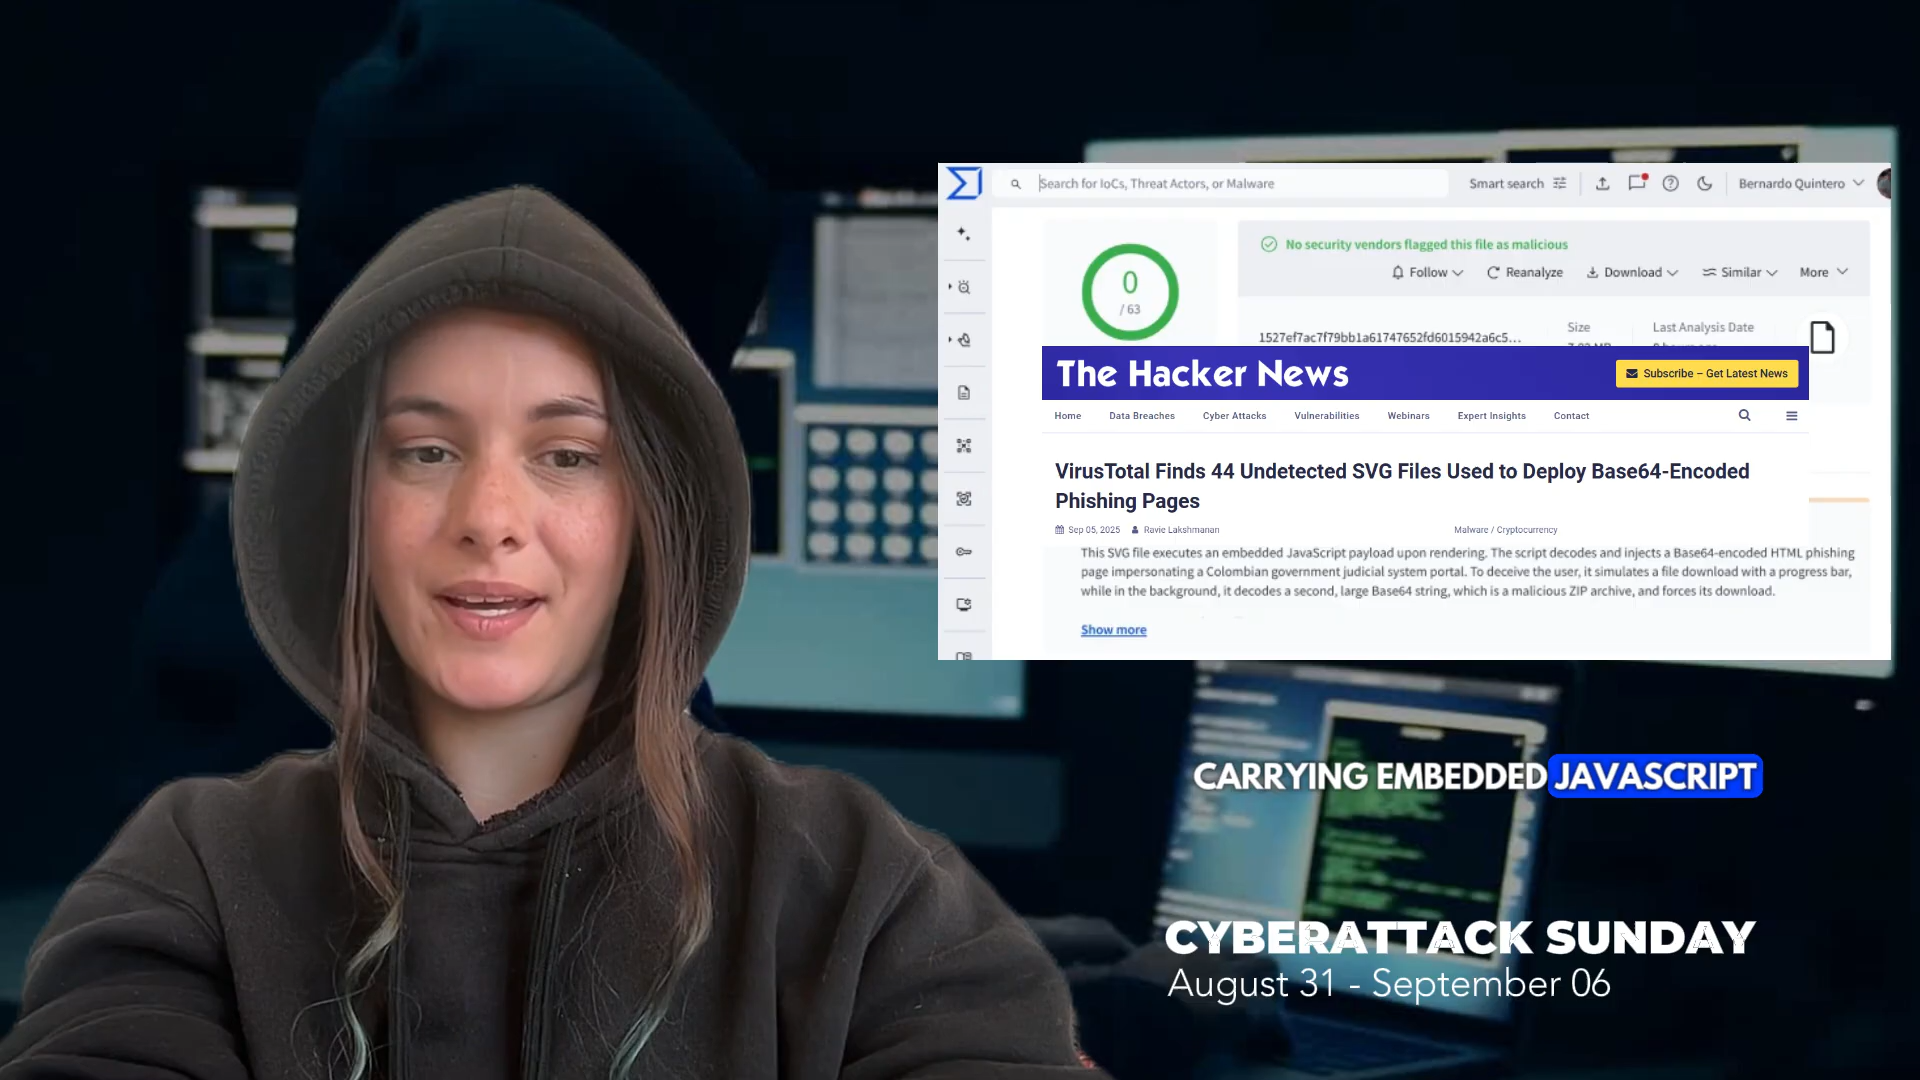 Search for IoCs, Threat Actors, or Malware
Smart search
Bernardo Quintero
No security vendors flagged this file as malicious
Follow
Reanalyze
Download
Similar
More
0
/ 63
1527ef7ac7f79bb1a61747652fd6015942a6c5...
Size
Last Analysis Date
The Hacker News
Subscribe – Get Latest News
Home
Data Breaches
Cyber Attacks
Vulnerabilities
Webinars
Expert Insights
Contact
VirusTotal Finds 44 Undetected SVG Files Used to Deploy Base64-Encoded
Phishing Pages
Sep 05, 2025
Ravie Lakshmanan
Malware / Cryptocurrency
This SVG file executes an embedded JavaScript payload upon rendering. The script decodes and injects a Base64-encoded HTML phishing
page impersonating a Colombian government judicial system portal. To deceive the user, it simulates a file download with a progress bar,
while in the background, it decodes a second, large Base64 string, which is a malicious ZIP archive, and forces its download.
Show more
CARRYING EMBEDDED JAVASCRIPT
CYBERATTACK SUNDAY
August 31 - September 06